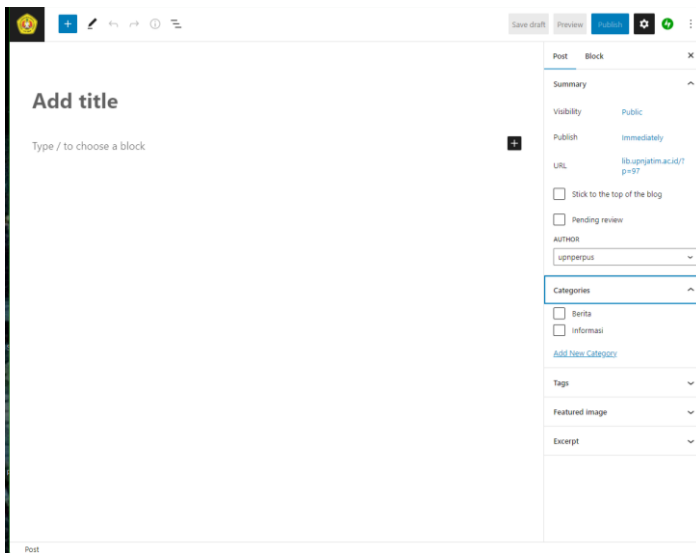 Save draft Preview Publish
Post Block
Summary
Visibility Public
Publish Immediately
URL lib.upnjatim.ac.id/?
p=97
Stick to the top of the blog
Pending review
AUTHOR
upnperpus
Categories
Berita
Informasi
Add New Category
Tags
Featured image
Excerpt
Add title
Type / to choose a block
Post